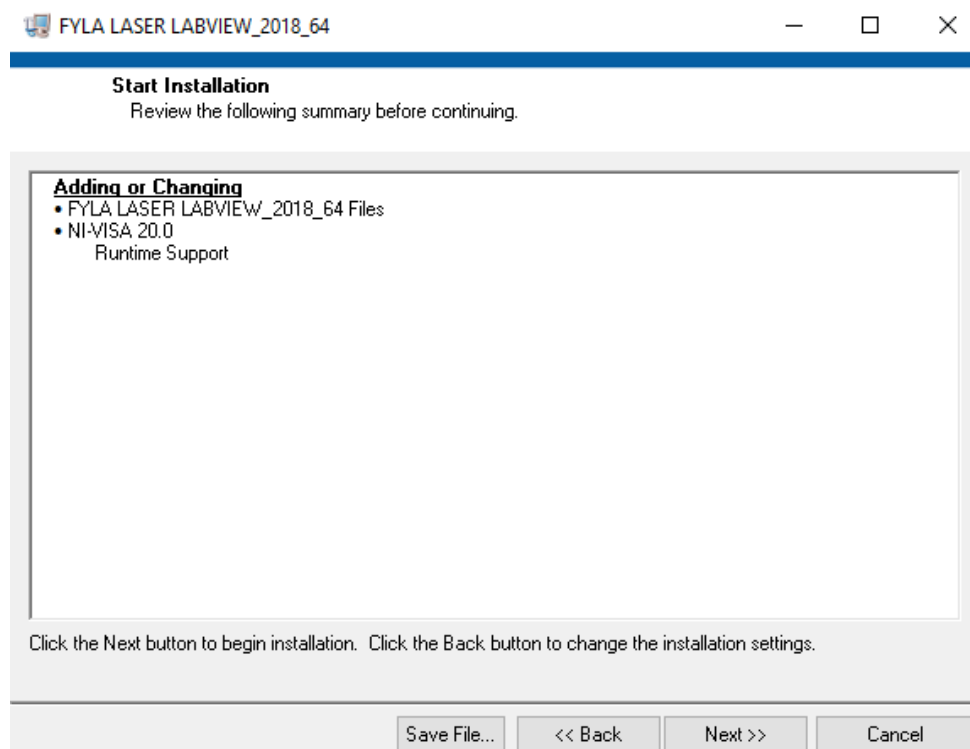 FYLA LASER LABVIEW_2018_64
Start Installation
Review the following summary before continuing.
Adding or Changing
• FYLA LASER LABVIEW_2018_64 Files
• NI-VISA 20.0
Runtime Support
Click the Next button to begin installation. Click the Back button to change the installation settings.
Save File... << Back Next >> Cancel